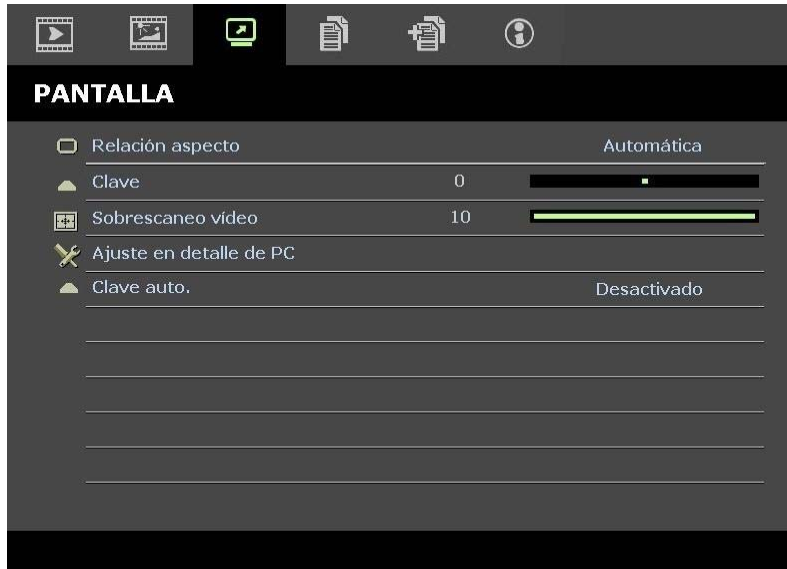 PANTALLA
Relación aspecto Automática
Clave 0
Sobrescaneo vídeo 10
Ajuste en detalle de PC
Clave auto. Desactivado